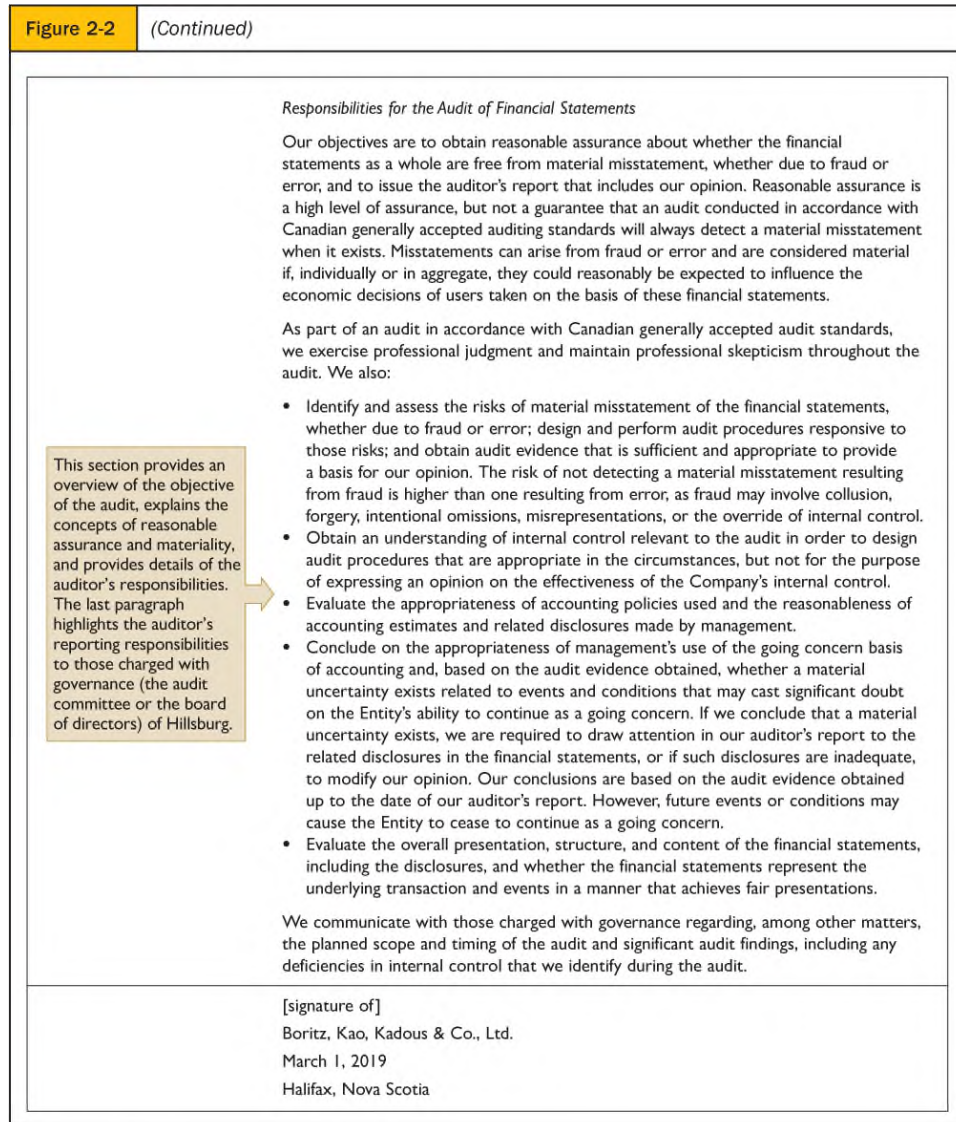 Figure 2-2 (Continued)
Responsibilities for the Audit of Financial Statements
Our objectives are to obtain reasonable assurance about whether the financial
statements as a whole are free from material misstatement, whether due to fraud or
error, and to issue the auditor's report that includes our opinion. Reasonable assurance is
a high level of assurance, but not a guarantee that an audit conducted in accordance with
Canadian generally accepted auditing standards will always detect a material misstatement
when it exists. Misstatements can arise from fraud or error and are considered material
if, individually or in aggregate, they could reasonably be expected to influence the
economic decisions of users taken on the basis of these financial statements.
As part of an audit in accordance with Canadian generally accepted audit standards,
we exercise professional judgment and maintain professional skepticism throughout the
audit. We also:
• Identify and assess the risks of material misstatement of the financial statements,
whether due to fraud or error; design and perform audit procedures responsive to
those risks; and obtain audit evidence that is sufficient and appropriate to provide
a basis for our opinion. The risk of not detecting a material misstatement resulting
from fraud is higher than one resulting from error, as fraud may involve collusion,
forgery, intentional omissions, misrepresentations, or the override of internal control.
• Obtain an understanding of internal control relevant to the audit in order to design
audit procedures that are appropriate in the circumstances, but not for the purpose
of expressing an opinion on the effectiveness of the Company's internal control.
• Evaluate the appropriateness of accounting policies used and the reasonableness of
accounting estimates and related disclosures made by management.
• Conclude on the appropriateness of management's use of the going concern basis
of accounting and, based on the audit evidence obtained, whether a material
uncertainty exists related to events and conditions that may cast significant doubt
on the Entity's ability to continue as a going concern. If we conclude that a material
uncertainty exists, we are required to draw attention in our auditor's report to the
related disclosures in the financial statements, or if such disclosures are inadequate,
to modify our opinion. Our conclusions are based on the audit evidence obtained
up to the date of our auditor's report. However, future events or conditions may
cause the Entity to cease to continue as a going concern.
• Evaluate the overall presentation, structure, and content of the financial statements,
including the disclosures, and whether the financial statements represent the
underlying transaction and events in a manner that achieves fair presentations.
We communicate with those charged with governance regarding, among other matters,
the planned scope and timing of the audit and significant audit findings, including any
deficiencies in internal control that we identify during the audit.
This section provides an
overview of the objective
of the audit, explains the
concepts of reasonable
assurance and materiality,
and provides details of the
auditor's responsibilities.
The last paragraph
highlights the auditor's
reporting responsibilities
to those charged with
governance (the audit
committee or the board
of directors) of Hillsburg.
[signature of]
Boritz, Kao, Kadous & Co., Ltd.
March 1, 2019
Halifax, Nova Scotia